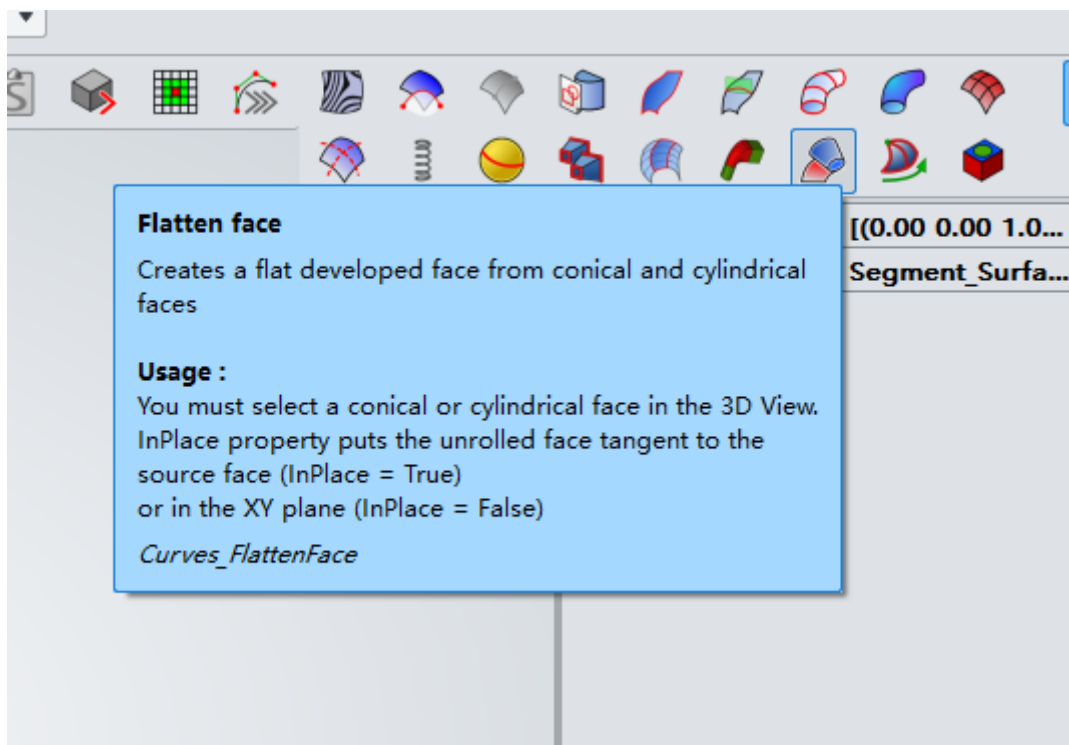 Flatten face
Creates a flat developed face from conical and cylindrical
faces
Usage :
You must select a conical or cylindrical face in the 3D View.
InPlace property puts the unrolled face tangent to the
source face (InPlace = True)
or in the XY plane (InPlace = False)
Curves_FlattenFace
[(0.00 0.00 1.0...
Segment_Surfa...